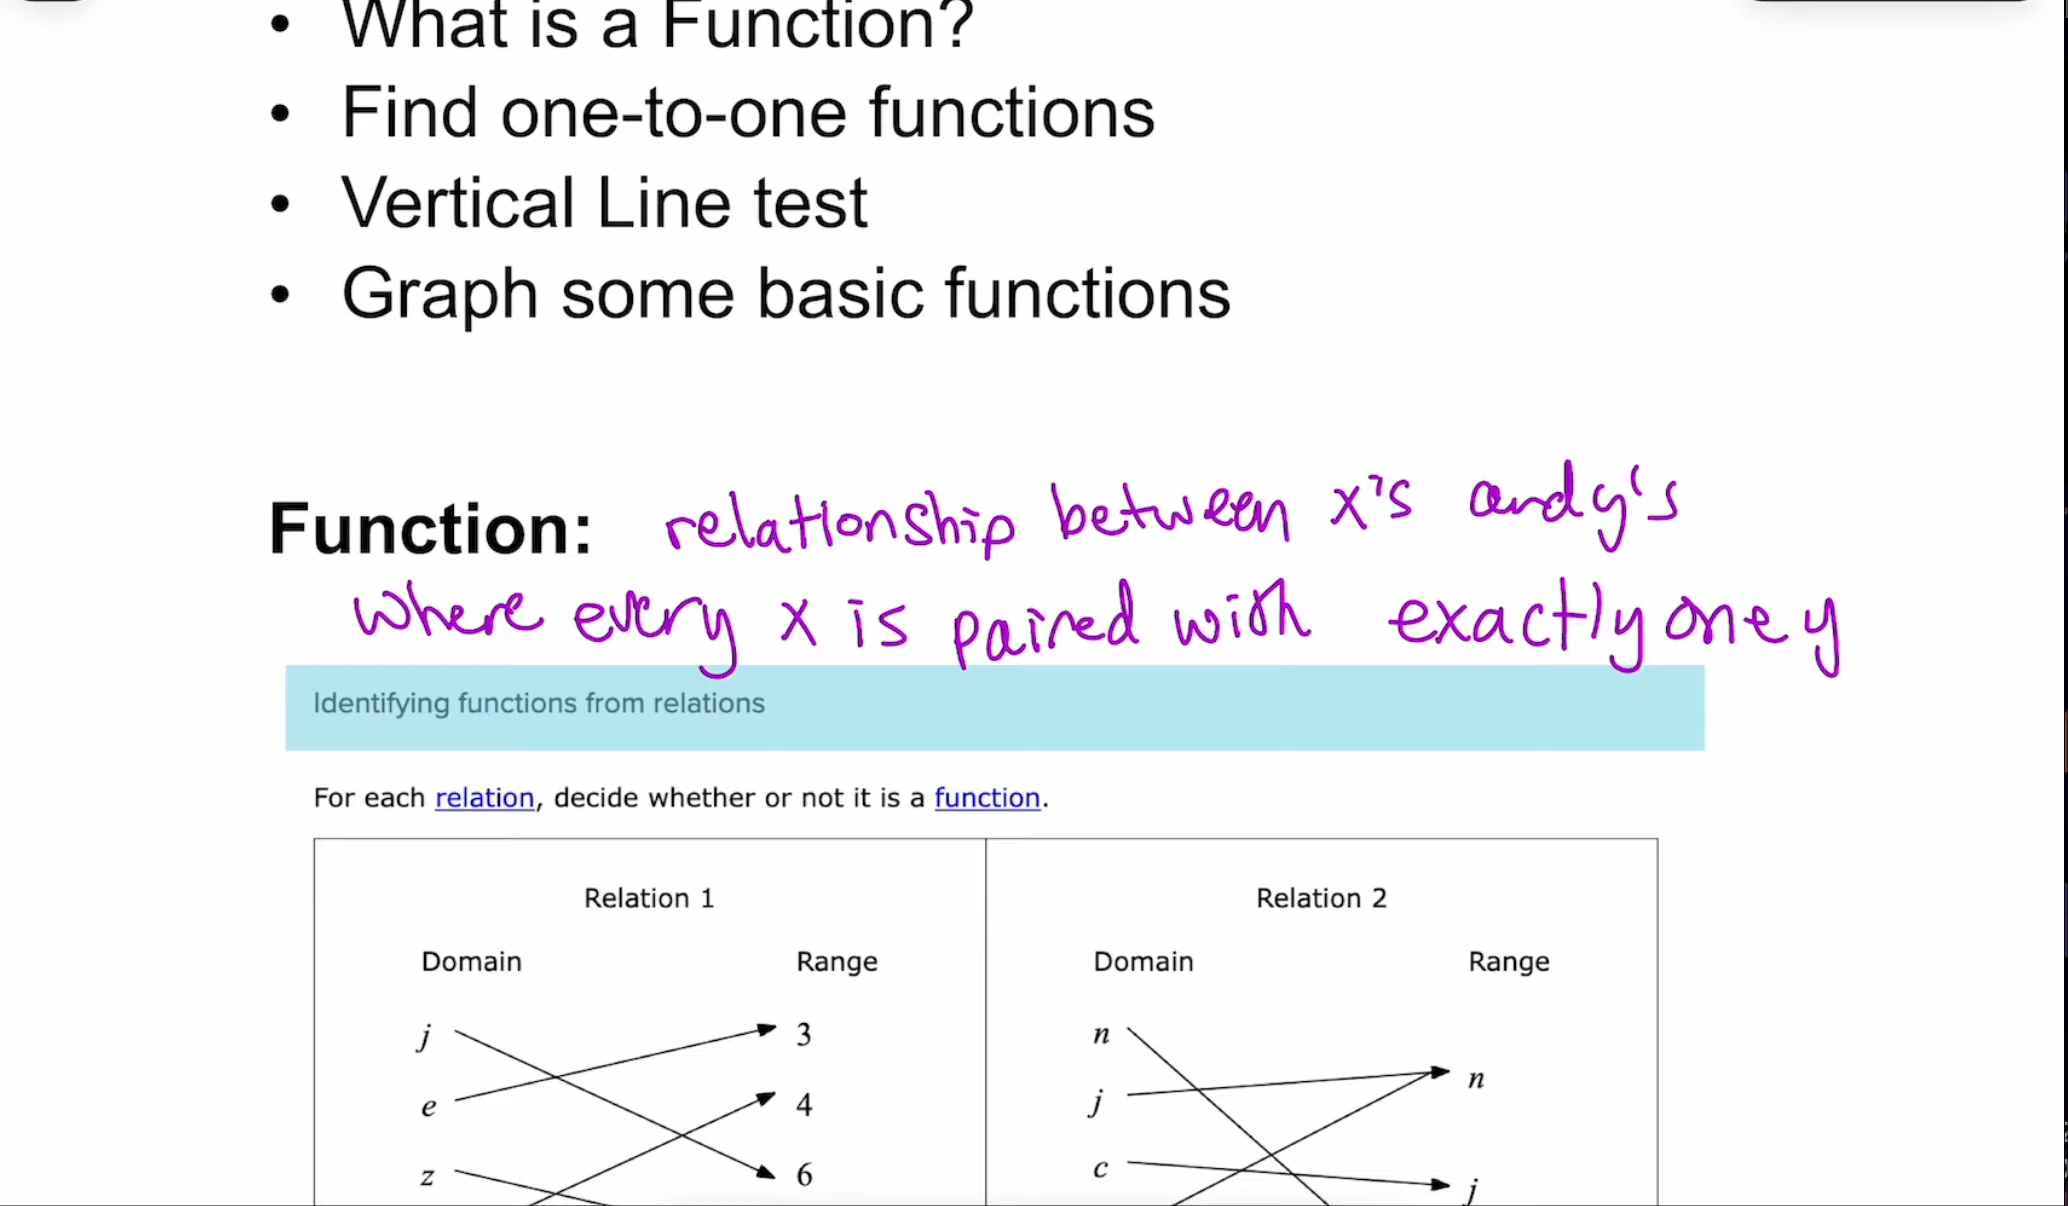 • What is a Function?
• Find one-to-one functions
• Vertical Line test
• Graph some basic functions
Function: relationship between x's and y's
where every x is paired with exactly one y
Identifying functions from relations
For each relation, decide whether or not it is a function.
Relation 1
Domain Range
j 3
e 4
z 6
Relation 2
Domain Range
n
j n
c j